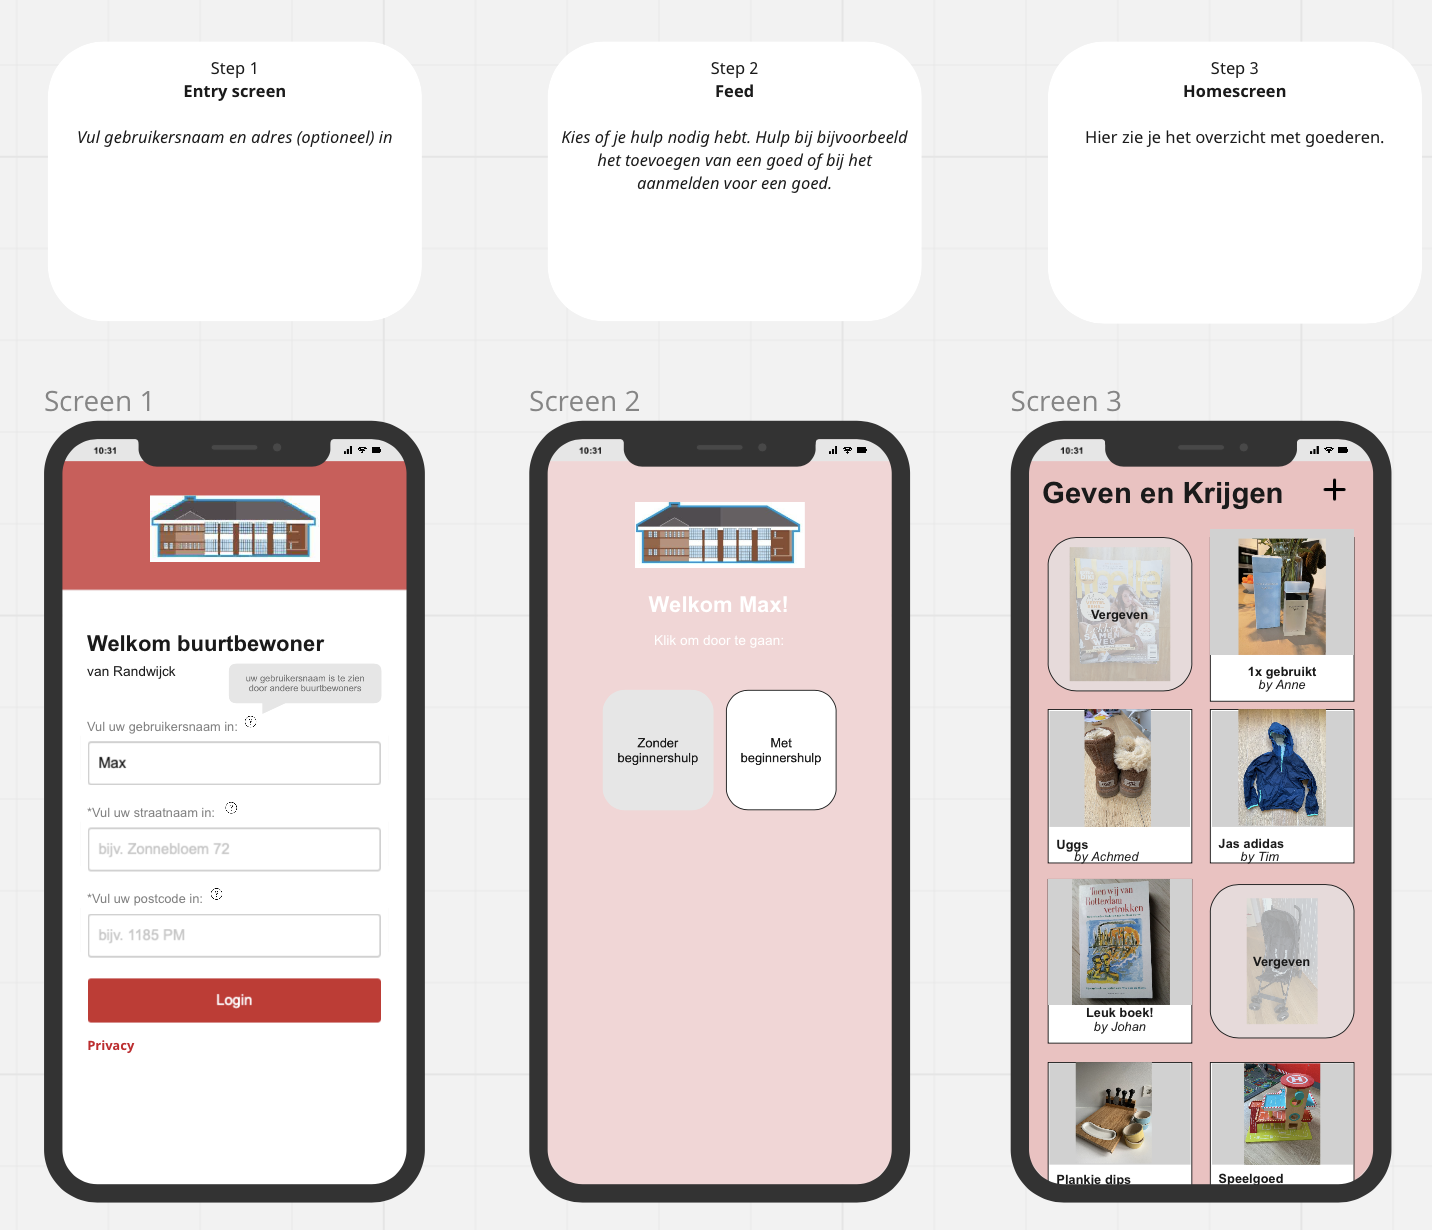 Step 1
Entry screen
Vul gebruikersnaam en adres (optioneel) in
Step 2
Feed
Kies of je hulp nodig hebt. Hulp bij bijvoorbeeld
het toevoegen van een goed of bij het
aanmelden voor een goed.
Step 3
Homescreen
Hier zie je het overzicht met goederen.
Screen 1
10:31
Welkom buurtbewoner
van Randwijck
uw gebruikersnaam is te zien
door andere buurtbewoners
Vul uw gebruikersnaam in: ?
Max
*Vul uw straatnaam in: ?
bijv. Zonnebloem 72
*Vul uw postcode in: ?
bijv. 1185 PM
Login
Privacy
Screen 2
10:31
Welkom Max!
Klik om door te gaan:
Zonder
beginnershulp
Met
beginnershulp
Screen 3
10:31
Geven en Krijgen +
Vergeven
1x gebruikt
by Anne
Uggs
by Achmed
Jas adidas
by Tim
Toen wij van
Rotterdam
vertrokken
Leuk boek!
by Johan
Vergeven
Plankje dips
H
Speelgoed